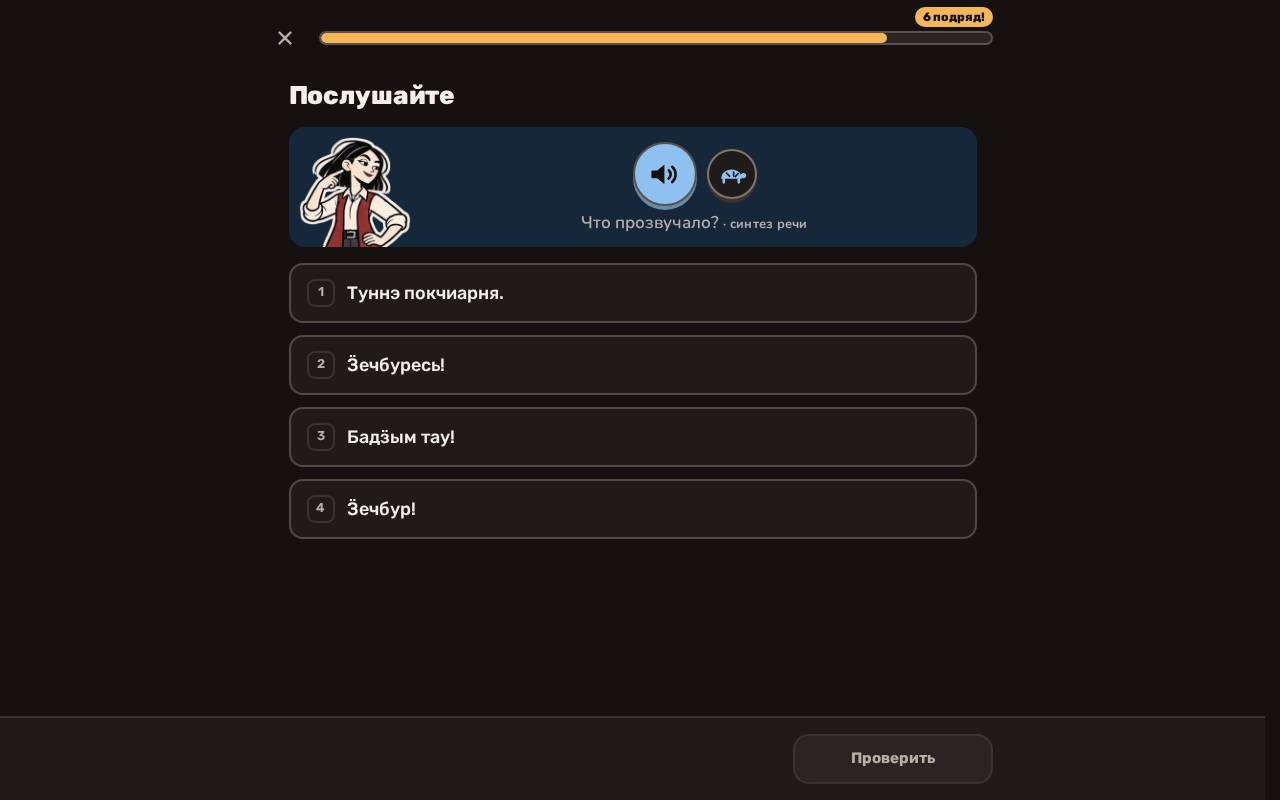 6 подряд!
Послушайте
Что прозвучало? · синтез речи
1 Туннэ покчиарня.
2 Ӟечбуресь!
3 Бадӟым тау!
4 Ӟечбур!
Проверить